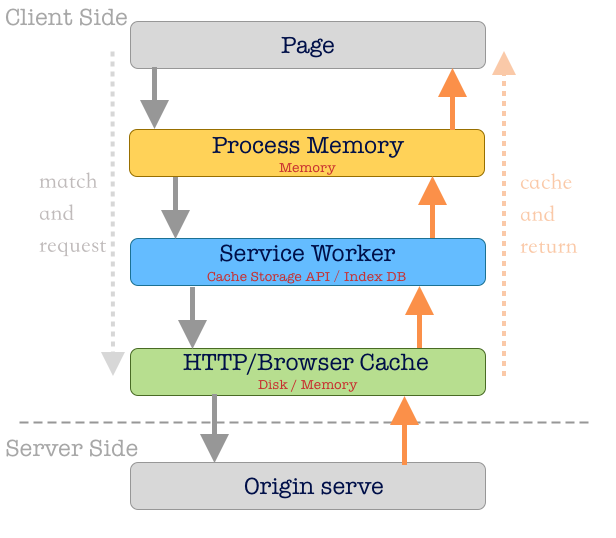 Client Side
Page
Process Memory
Memory
match
and
request
cache
and
return
Service Worker
Cache Storage API / Index DB
HTTP/Browser Cache
Disk / Memory
Server Side
Origin serve